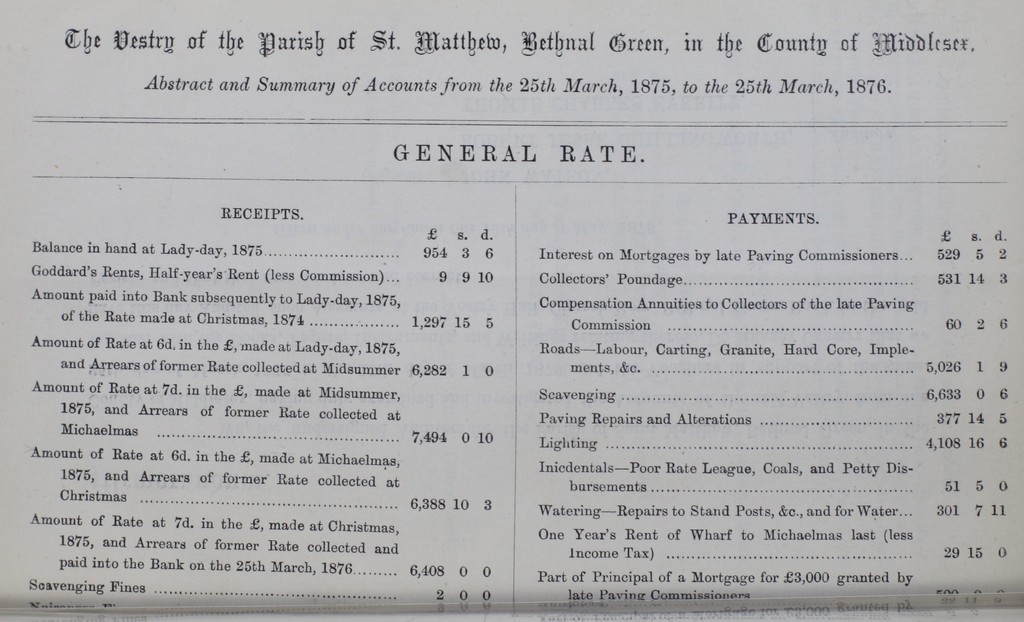 The Vestry of the Parish of St. Matthew, Bethnal Green, in the County of Middlesex.
Abstract and Summary of Accounts from the 25th March, 1875, to the 25th March, 1876.
GENERAL RATE.
RECEIPTS.
£ s. d.
Balance in hand at Lady-day, 1875.............................. 954 3 6
Goddard's Rents, Half-year's Rent (less Commission)... 9 9 10
Amount paid into Bank subsequently to Lady-day, 1875,
of the Rate made at Christmas, 1874 .................... 1,297 15 5
Amount of Rate at 6d. in the £, made at Lady-day, 1875,
and Arrears of former Rate collected at Midsummer 6,282 1 0
Amount of Rate at 7d. in the £, made at Midsummer,
1875, and Arrears of former Rate collected at
Michaelmas .................................................... 7,494 0 10
Amount of Rate at 6d. in the £, made at Michaelmas,
1875, and Arrears of former Rate collected at
Christmas ........................................................ 6,388 10 3
Amount of Rate at 7d. in the £, made at Christmas,
1875, and Arrears of former Rate collected and
paid into the Bank on the 25th March, 1876......... 6,408 0 0
Scavenging Fines ..................................................... 2 0 0
PAYMENTS.
£ s. d.
Interest on Mortgages by late Paving Commissioners... 529 5 2
Collectors' Poundage.................................................. 531 14 3
Compensation Annuities to Collectors of the late Paving
Commission ..................................................... 60 2 6
Roads—Labour, Carting, Granite, Hard Core, Imple-
ments, &c. ....................................................... 5,026 1 9
Scavenging .............................................................. 6,633 0 6
Paving Repairs and Alterations ................................. 377 14 5
Lighting ................................................................... 4,108 16 6
Inicdentals—Poor Rate League, Coals, and Petty Dis-
bursements ........................................................ 51 5 0
Watering—Repairs to Stand Posts, &c., and for Water... 301 7 11
One Year's Rent of Wharf to Michaelmas last (less
Income Tax) ..................................................... 29 15 0
Part of Principal of a Mortgage for £3,000 granted by
late Paving Commissioners